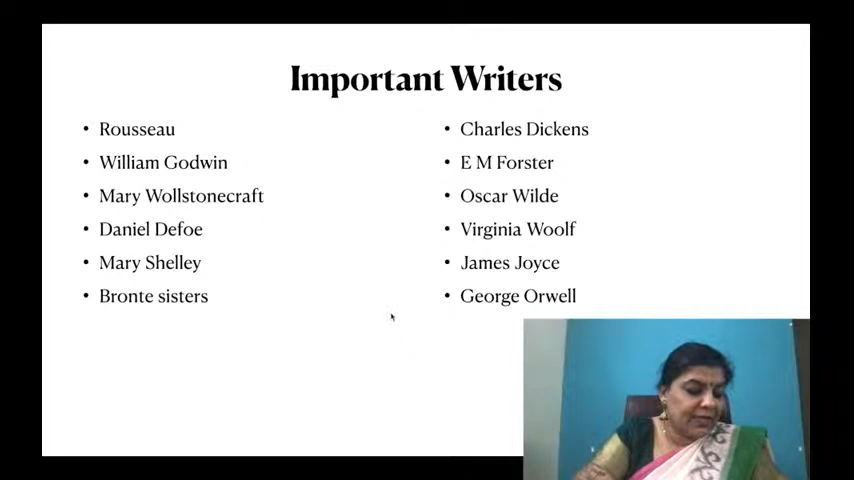 Important Writers
• Rousseau
• William Godwin
• Mary Wollstonecraft
• Daniel Defoe
• Mary Shelley
• Bronte sisters
• Charles Dickens
• E M Forster
• Oscar Wilde
• Virginia Woolf
• James Joyce
• George Orwell